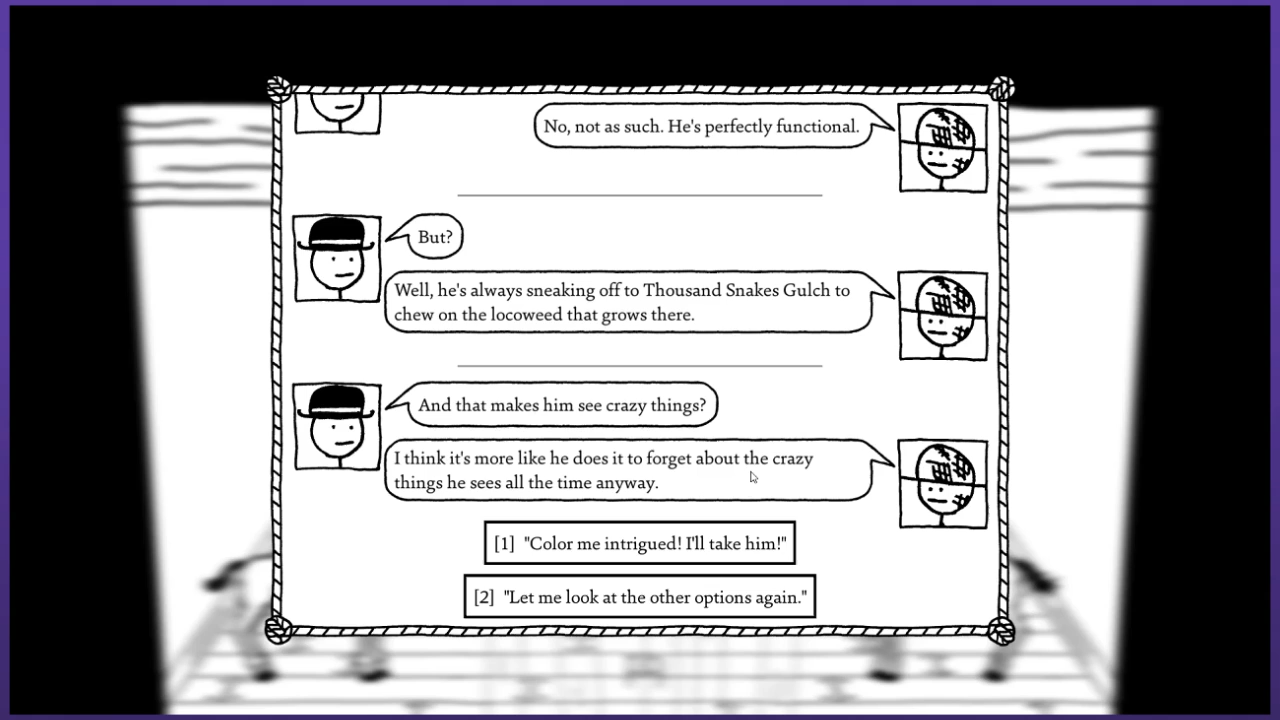 No, not as such. He's perfectly functional.
But?
Well, he's always sneaking off to Thousand Snakes Gulch to
chew on the locoweed that grows there.
And that makes him see crazy things?
I think it's more like he does it to forget about the crazy
things he sees all the time anyway.
[1] "Color me intrigued! I'll take him!"
[2] "Let me look at the other options again."